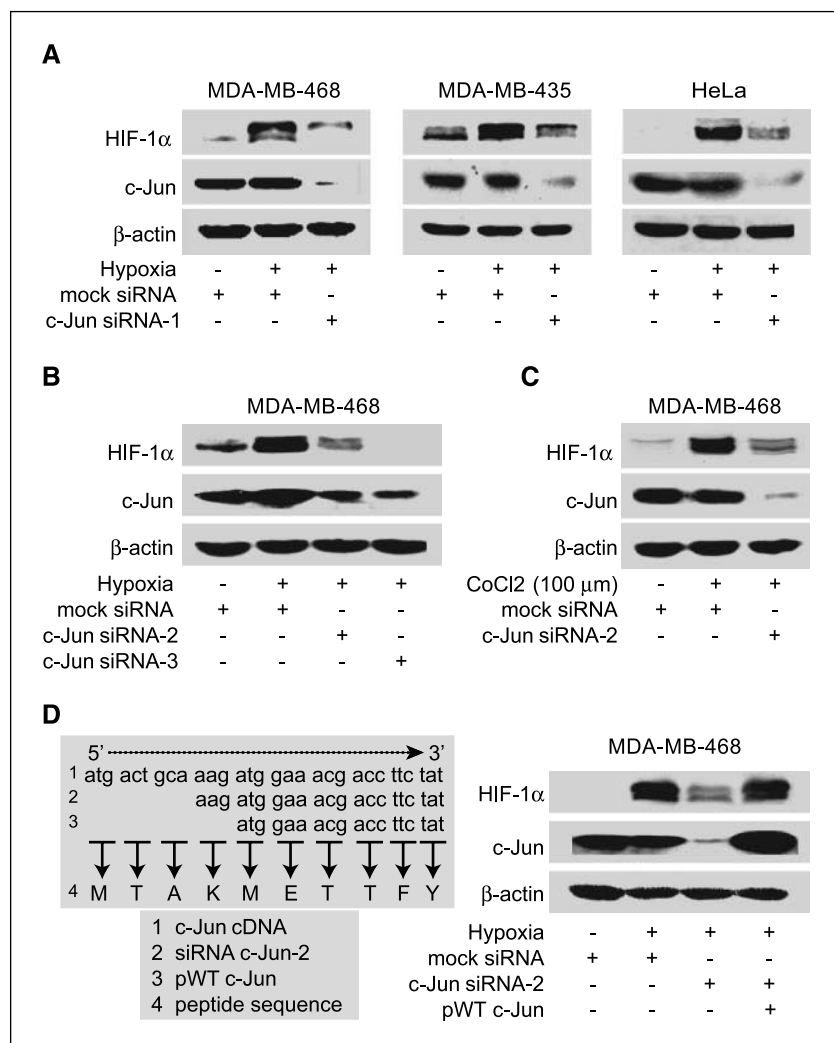 A
MDA-MB-468 MDA-MB-435 HeLa
HIF-1α
c-Jun
β-actin
Hypoxia - + + - + + - + +
mock siRNA + + - + + - + + -
c-Jun siRNA-1 - - + - - + - - +
B
MDA-MB-468
HIF-1α
c-Jun
β-actin
Hypoxia - + + +
mock siRNA + + - -
c-Jun siRNA-2 - - + -
c-Jun siRNA-3 - - - +
C
MDA-MB-468
HIF-1α
c-Jun
β-actin
CoCl2 (100 μm) - + +
mock siRNA + + -
c-Jun siRNA-2 - - +
D
5' 3'
1 atg act gca aag atg gaa acg acc ttc tat
2 aag atg gaa acg acc ttc tat
3 atg gaa acg acc ttc tat
4 M T A K M E T T F Y
1 c-Jun cDNA
2 siRNA c-Jun-2
3 pWT c-Jun
4 peptide sequence
MDA-MB-468
HIF-1α
c-Jun
β-actin
Hypoxia - + + +
mock siRNA + + - -
c-Jun siRNA-2 - - + +
pWT c-Jun - - - +